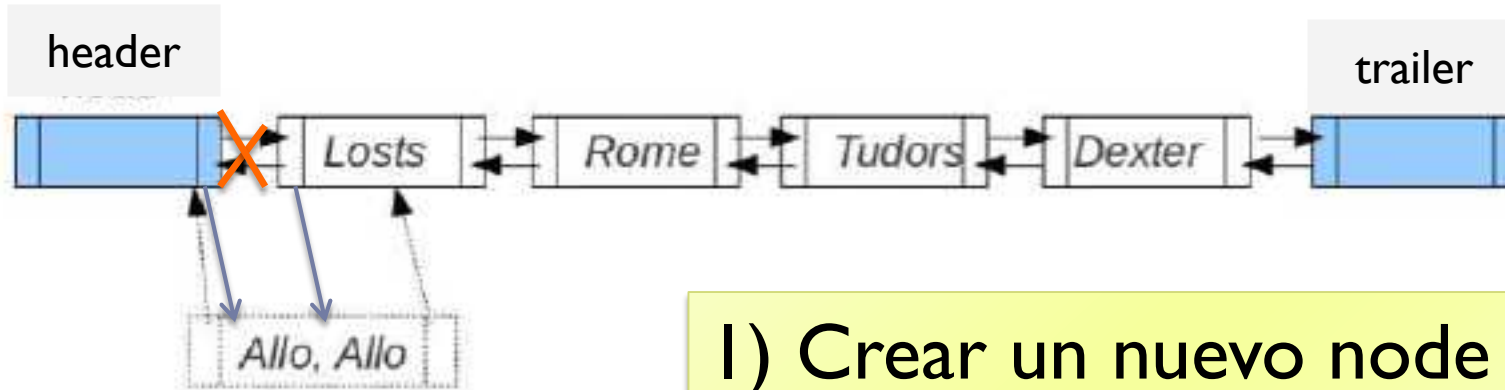 header
trailer
Losts Rome Tudors Dexter
Allo, Allo
1) Crear un nuevo node